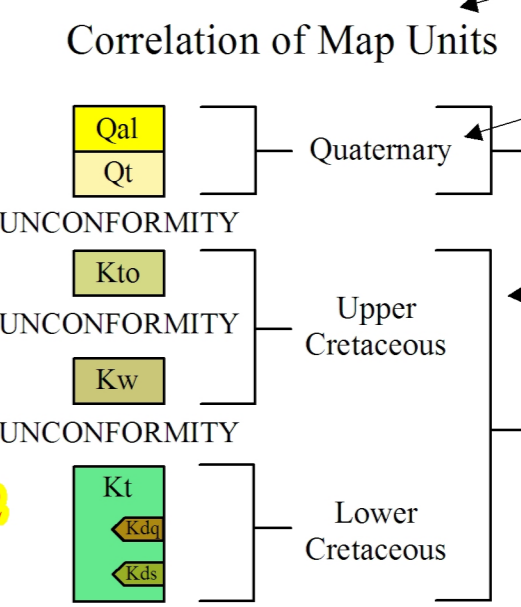 Correlation of Map Units
Qal
Qt
Quaternary
UNCONFORMITY
Kto
UNCONFORMITY
Upper
Cretaceous
Kw
UNCONFORMITY
Kt
Kdq
Kds
Lower
Cretaceous